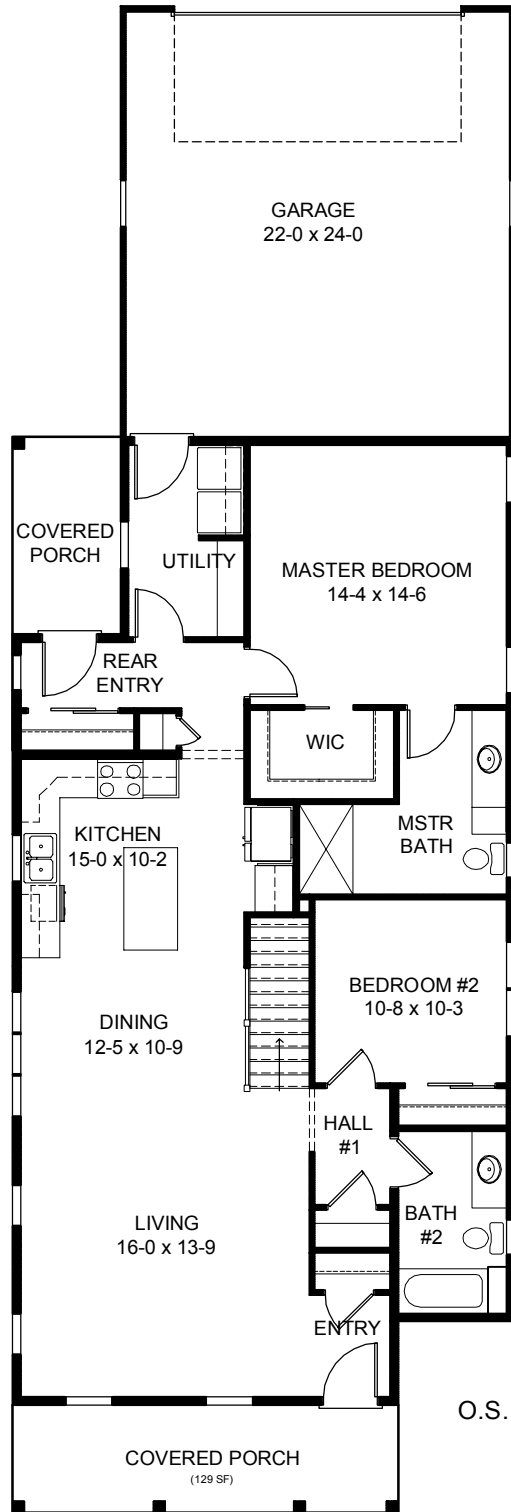 GARAGE
22-0 x 24-0
COVERED
PORCH
UTILITY
MASTER BEDROOM
14-4 x 14-6
REAR
ENTRY
WIC
KITCHEN
15-0 x 10-2
MSTR
BATH
BEDROOM #2
10-8 x 10-3
DINING
12-5 x 10-9
HALL
#1
LIVING
16-0 x 13-9
BATH
#2
ENTRY
O.S.
COVERED PORCH
(129 SF)